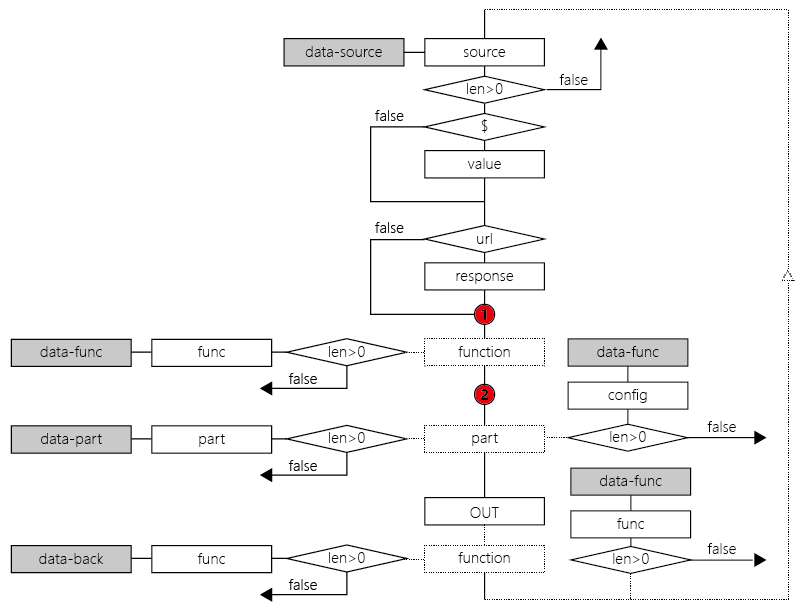 data-source
source
len>0
false
false
$
value
false
url
response
1
data-func
func
len>0
function
data-func
false
config
2
data-part
part
len>0
part
len>0
false
false
data-func
OUT
func
data-back
func
len>0
function
len>0
false
false